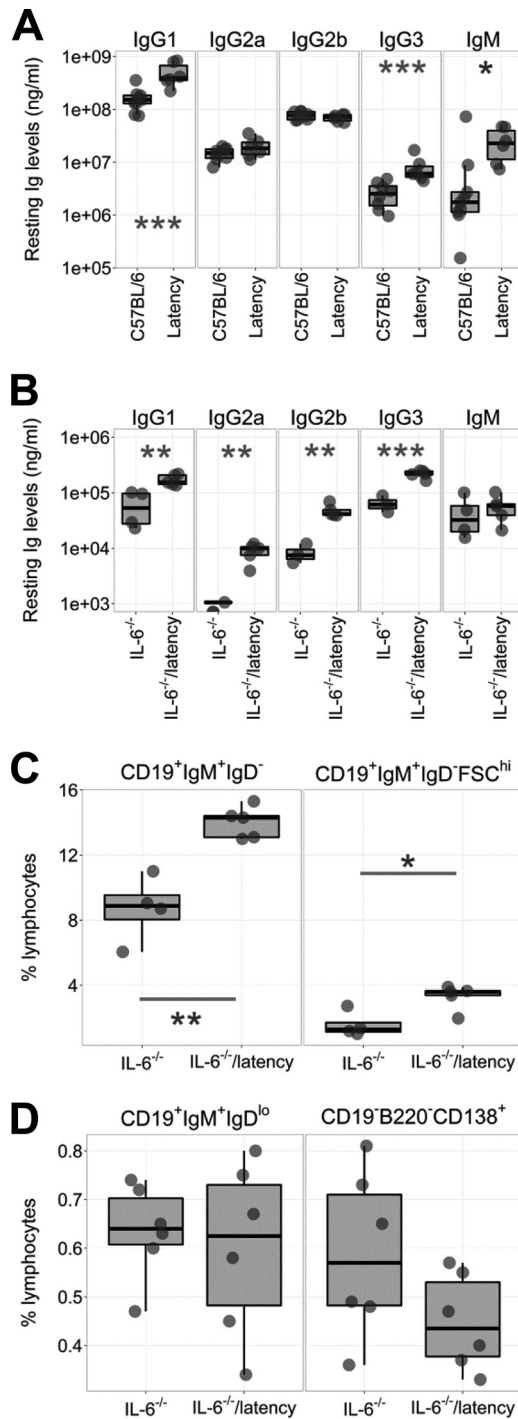 A
IgG1 IgG2a IgG2b IgG3 IgM
Resting Ig levels (ng/ml)
1e+09
1e+08
1e+07
1e+06
1e+05
*** *** *
C57BL/6 Latency C57BL/6 Latency C57BL/6 Latency C57BL/6 Latency C57BL/6 Latency
B
IgG1 IgG2a IgG2b IgG3 IgM
Resting Ig levels (ng/ml)
1e+06
1e+05
1e+04
1e+03
** ** ** ***
IL-6⁻/⁻ IL-6⁻/⁻/latency IL-6⁻/⁻ IL-6⁻/⁻/latency IL-6⁻/⁻ IL-6⁻/⁻/latency IL-6⁻/⁻ IL-6⁻/⁻/latency IL-6⁻/⁻ IL-6⁻/⁻/latency
C
CD19⁺IgM⁺IgD⁻ CD19⁺IgM⁺IgD⁻FSCʰⁱ
% lymphocytes
16
12
8
4
** *
IL-6⁻/⁻ IL-6⁻/⁻/latency IL-6⁻/⁻ IL-6⁻/⁻/latency
D
CD19⁺IgM⁺IgDˡᵒ CD19⁻B220⁻CD138⁺
% lymphocytes
0.8
0.7
0.6
0.5
0.4
IL-6⁻/⁻ IL-6⁻/⁻/latency IL-6⁻/⁻ IL-6⁻/⁻/latency